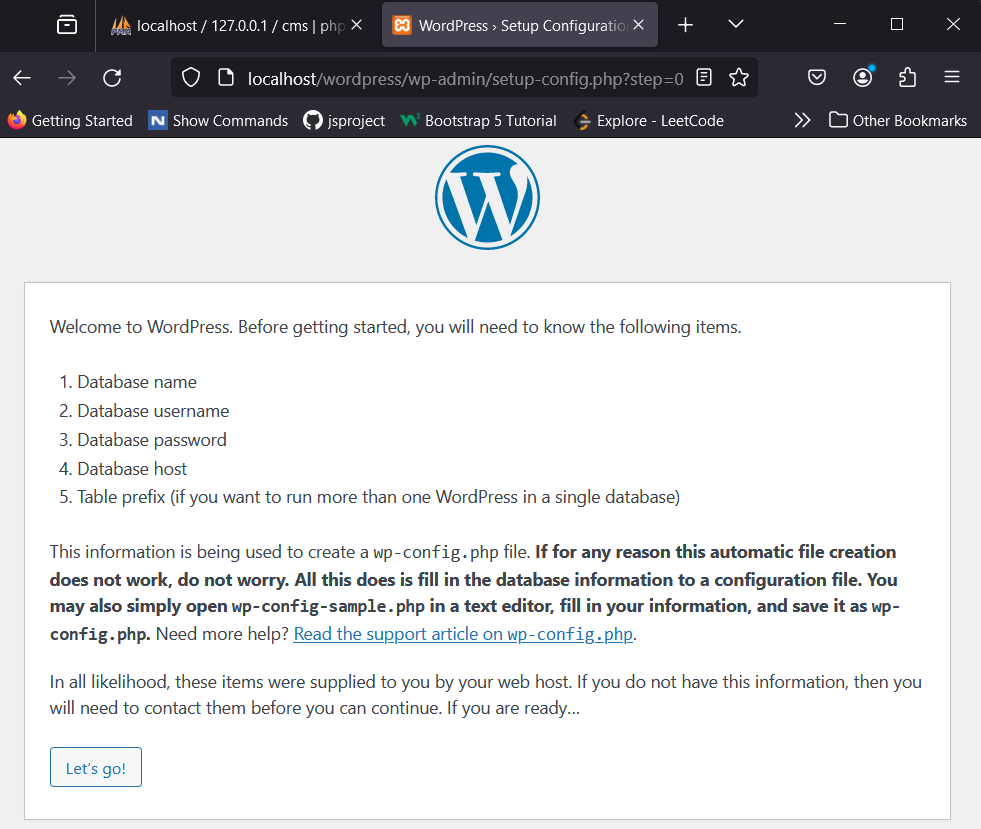 localhost / 127.0.0.1 / cms | php
WordPress › Setup Configuration
localhost/wordpress/wp-admin/setup-config.php?step=0
Getting Started
Show Commands
jsproject
Bootstrap 5 Tutorial
Explore - LeetCode
Other Bookmarks
Welcome to WordPress. Before getting started, you will need to know the following items.
1. Database name
2. Database username
3. Database password
4. Database host
5. Table prefix (if you want to run more than one WordPress in a single database)
This information is being used to create a wp-config.php file. If for any reason this automatic file creation
does not work, do not worry. All this does is fill in the database information to a configuration file. You
may also simply open wp-config-sample.php in a text editor, fill in your information, and save it as wp-
config.php. Need more help? Read the support article on wp-config.php.
In all likelihood, these items were supplied to you by your web host. If you do not have this information, then you
will need to contact them before you can continue. If you are ready…
Let’s go!